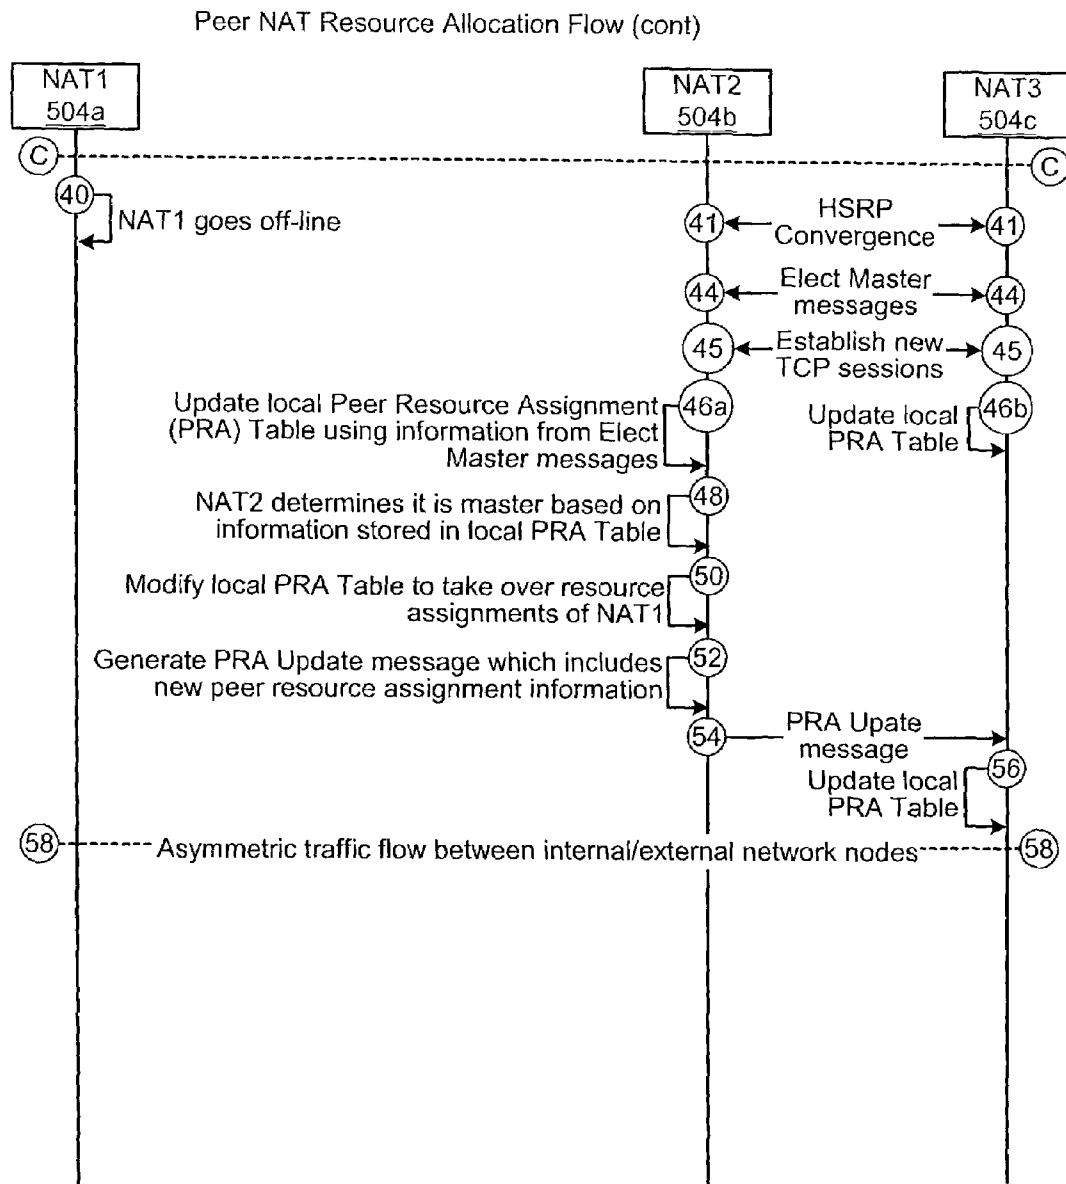 Peer NAT Resource Allocation Flow (cont)
NAT1
504a
NAT2
504b
NAT3
504c
C
C
40
NAT1 goes off-line
41
HSRP
Convergence
41
44
Elect Master
messages
44
45
Establish new
TCP sessions
45
Update local Peer Resource Assignment
(PRA) Table using information from Elect
Master messages
46a
Update local
PRA Table
46b
NAT2 determines it is master based on
information stored in local PRA Table
48
Modify local PRA Table to take over resource
assignments of NAT1
50
Generate PRA Update message which includes
new peer resource assignment information
52
54
PRA Upate
message
56
Update local
PRA Table
58
Asymmetric traffic flow between internal/external network nodes
58